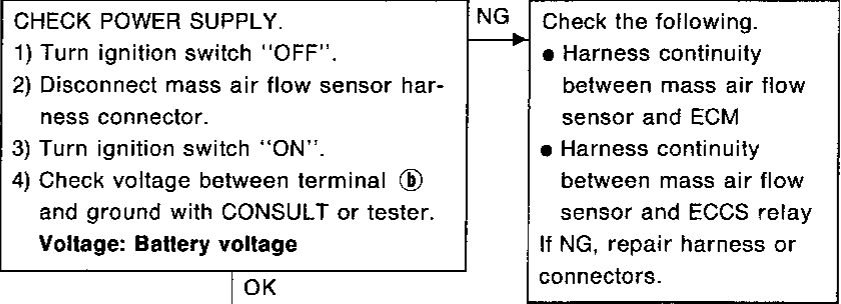 CHECK POWER SUPPLY.
1) Turn ignition switch ‘‘OFF’’.
2) Disconnect mass air flow sensor har-
ness connector.
3) Turn ignition switch ‘‘ON’’.
4) Check voltage between terminal ⓑ
and ground with CONSULT or tester.
Voltage: Battery voltage
OK
NG
Check the following.
● Harness continuity
between mass air flow
sensor and ECM
● Harness continuity
between mass air flow
sensor and ECCS relay
If NG, repair harness or
connectors.